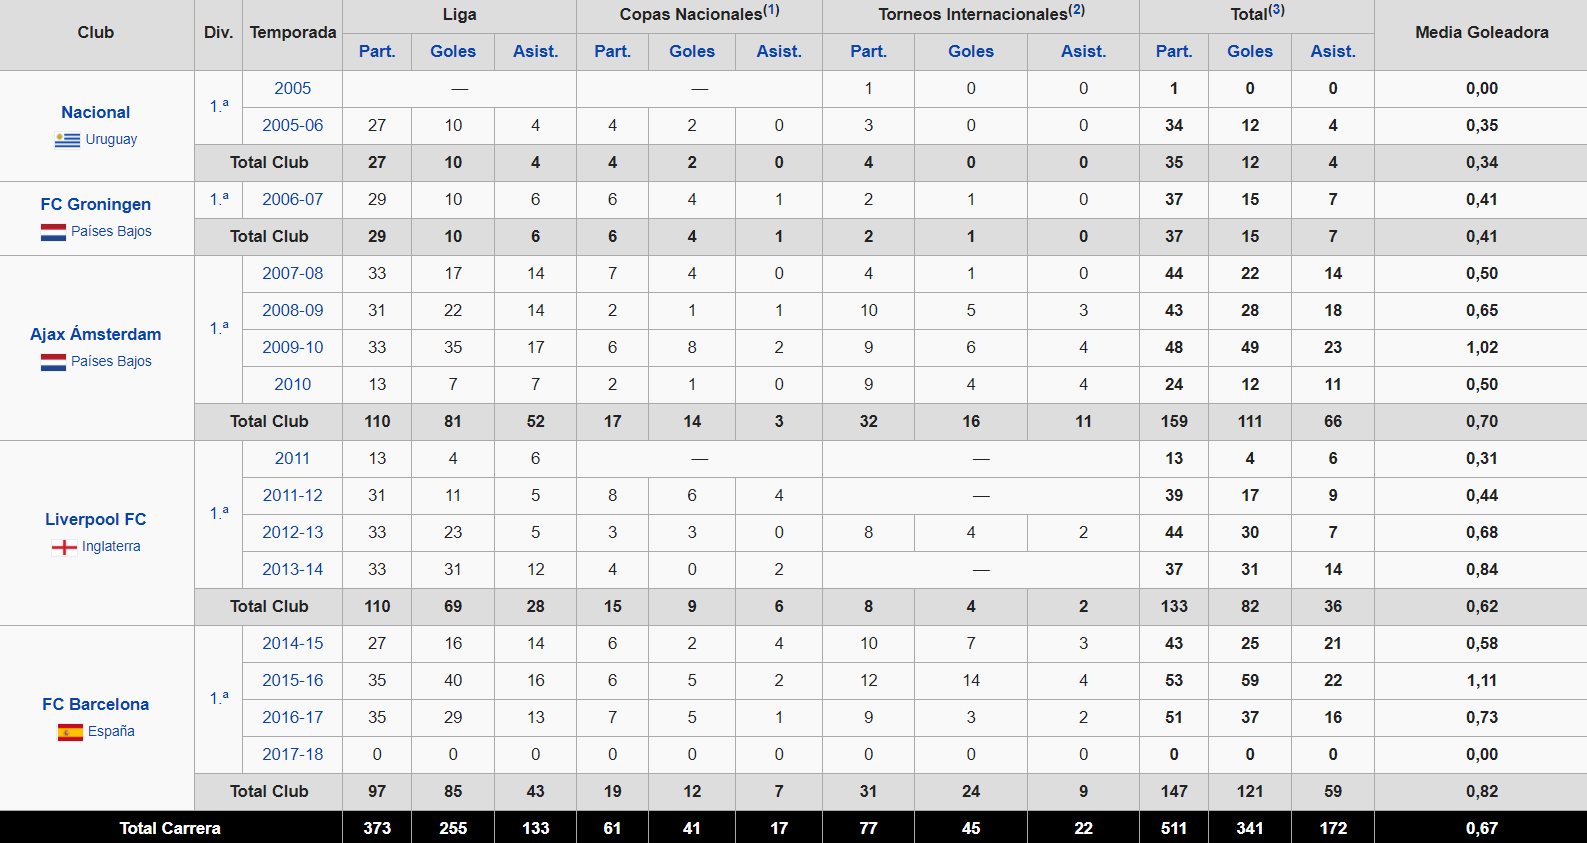 Club Div. Temporada Liga Copas Nacionales(1) Torneos Internacionales(2) Total(3) Media Goleadora
Part. Goles Asist. Part. Goles Asist. Part. Goles Asist. Part. Goles Asist.
Nacional
Uruguay
1.ª
2005 — — 1 0 0 1 0 0 0,00
2005-06 27 10 4 4 2 0 3 0 0 34 12 4 0,35
Total Club 27 10 4 4 2 0 4 0 0 35 12 4 0,34
FC Groningen
Países Bajos
1.ª 2006-07 29 10 6 6 4 1 2 1 0 37 15 7 0,41
Total Club 29 10 6 6 4 1 2 1 0 37 15 7 0,41
Ajax Ámsterdam
Países Bajos
1.ª
2007-08 33 17 14 7 4 0 4 1 0 44 22 14 0,50
2008-09 31 22 14 2 1 1 10 5 3 43 28 18 0,65
2009-10 33 35 17 6 8 2 9 6 4 48 49 23 1,02
2010 13 7 7 2 1 0 9 4 4 24 12 11 0,50
Total Club 110 81 52 17 14 3 32 16 11 159 111 66 0,70
Liverpool FC
Inglaterra
1.ª
2011 13 4 6 — — 13 4 6 0,31
2011-12 31 11 5 8 6 4 — 39 17 9 0,44
2012-13 33 23 5 3 3 0 8 4 2 44 30 7 0,68
2013-14 33 31 12 4 0 2 — 37 31 14 0,84
Total Club 110 69 28 15 9 6 8 4 2 133 82 36 0,62
FC Barcelona
España
1.ª
2014-15 27 16 14 6 2 4 10 7 3 43 25 21 0,58
2015-16 35 40 16 6 5 2 12 14 4 53 59 22 1,11
2016-17 35 29 13 7 5 1 9 3 2 51 37 16 0,73
2017-18 0 0 0 0 0 0 0 0 0 0 0 0 0,00
Total Club 97 85 43 19 12 7 31 24 9 147 121 59 0,82
Total Carrera 373 255 133 61 41 17 77 45 22 511 341 172 0,67